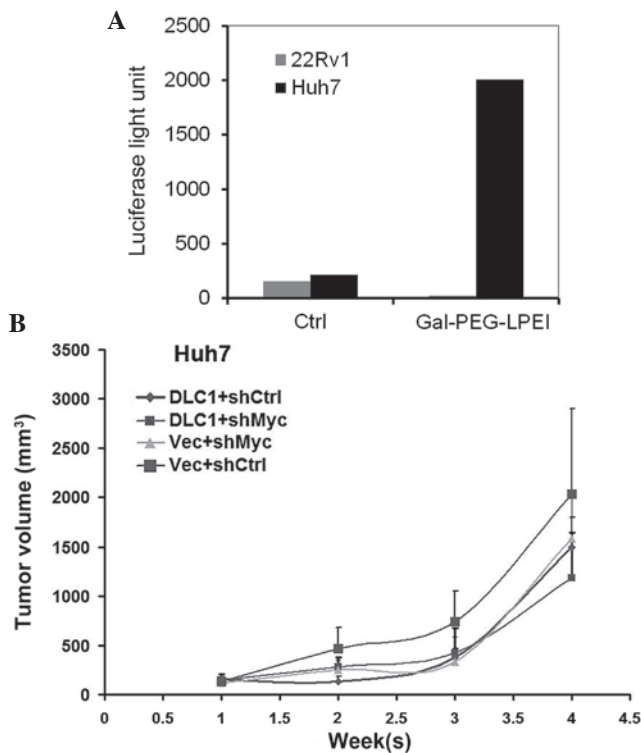 A
2500
2000
1500
1000
500
0
Luciferase light unit
22Rv1
Huh7
Ctrl
Gal-PEG-LPEI
B
Huh7
3500
3000
2500
2000
1500
1000
500
0
Tumor volume (mm³)
DLC1+shCtrl
DLC1+shMyc
Vec+shMyc
Vec+shCtrl
0 0.5 1 1.5 2 2.5 3 3.5 4 4.5
Week(s)